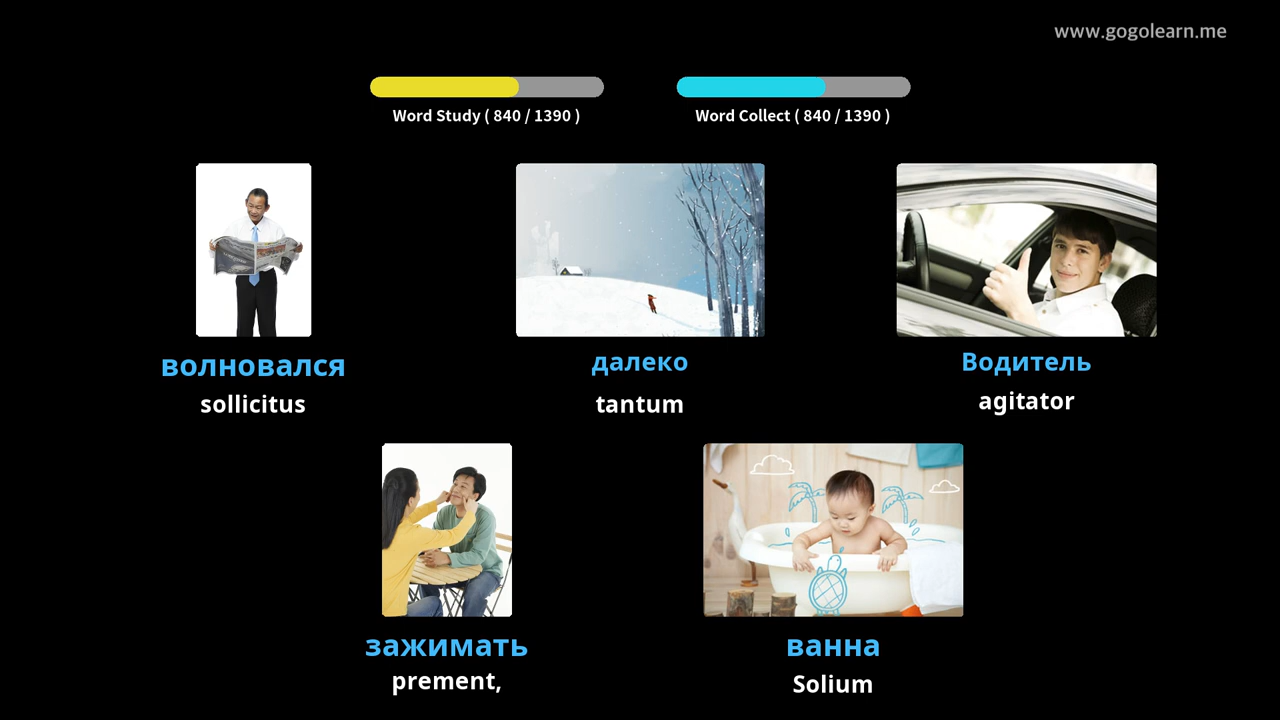 www.gogolearn.me
Word Study ( 840 / 1390 )
Word Collect ( 840 / 1390 )
волновался
sollicitus
далеко
tantum
Водитель
agitator
зажимать
prement,
ванна
Solium